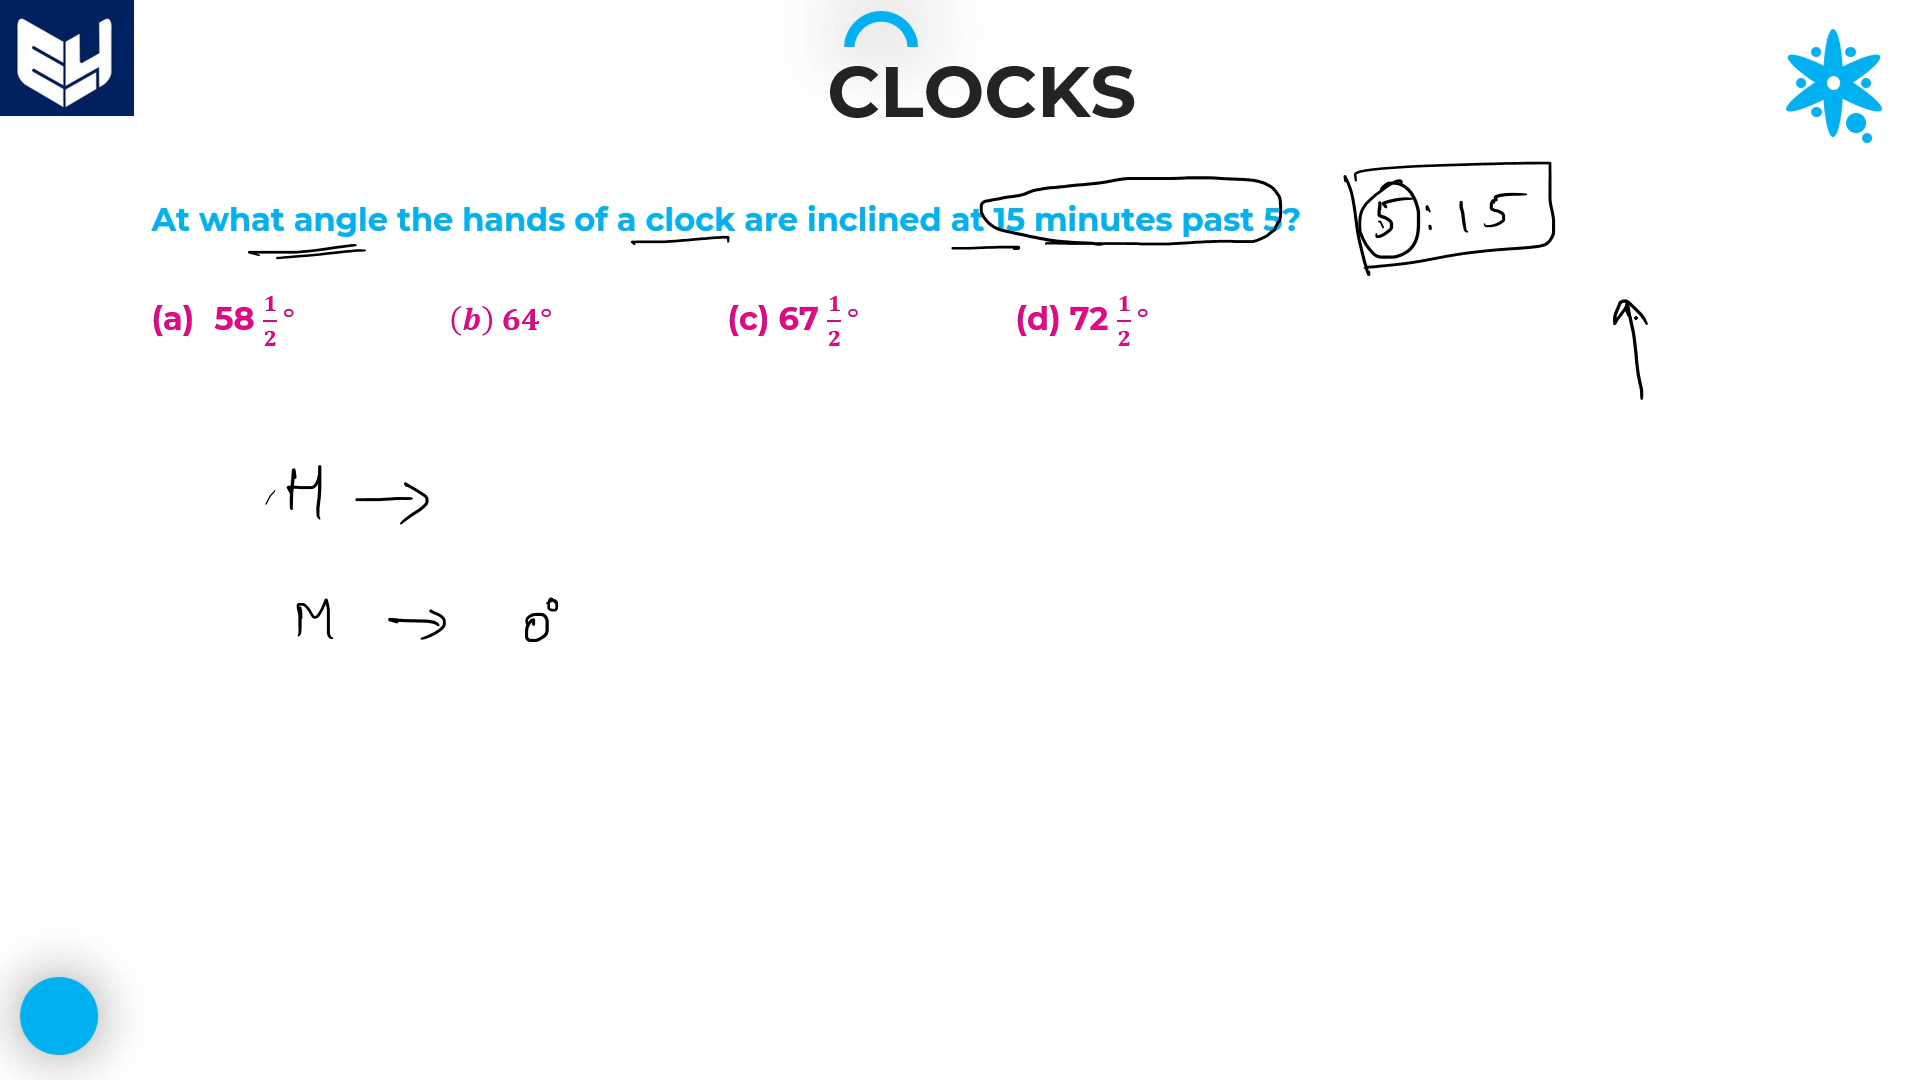 CLOCKS
At what angle the hands of a clock are inclined at 15 minutes past 5?
5:15
(a) 58 1/2° (b) 64° (c) 67 1/2° (d) 72 1/2°
H →
M → 0°